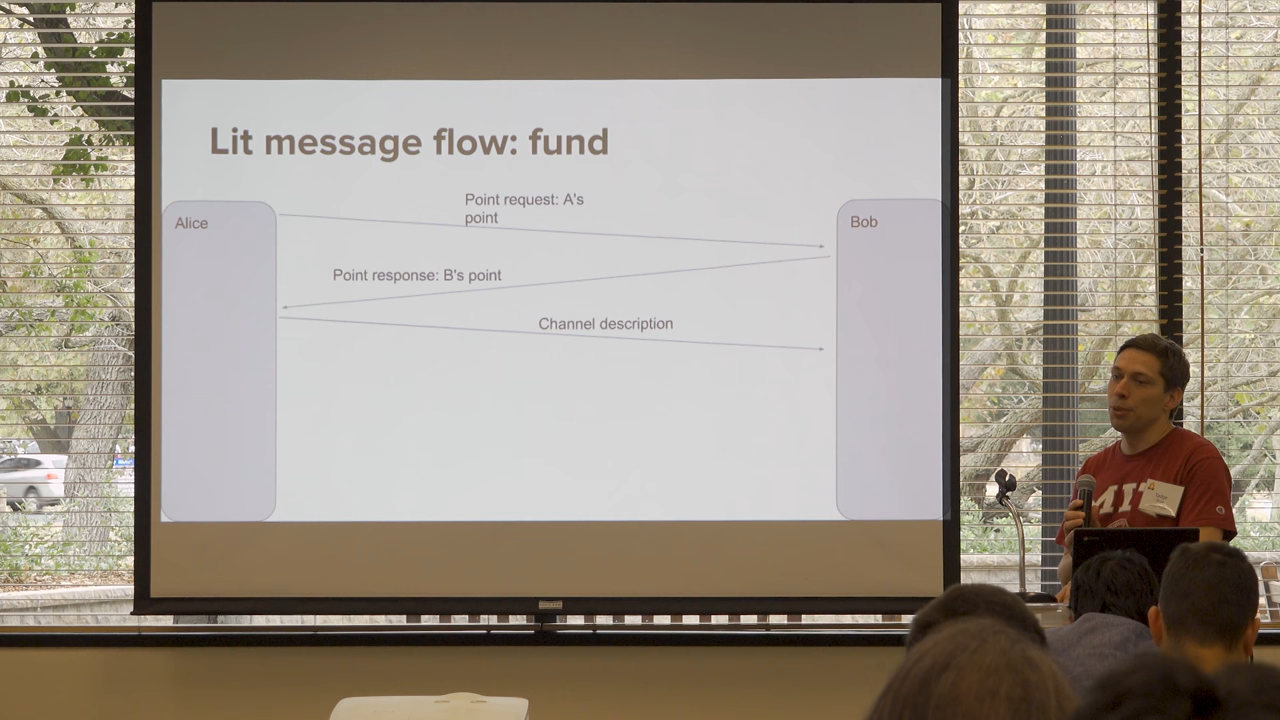 Lit message flow: fund
Point request: A's
point
Alice
Bob
Point response: B's point
Channel description
MIT